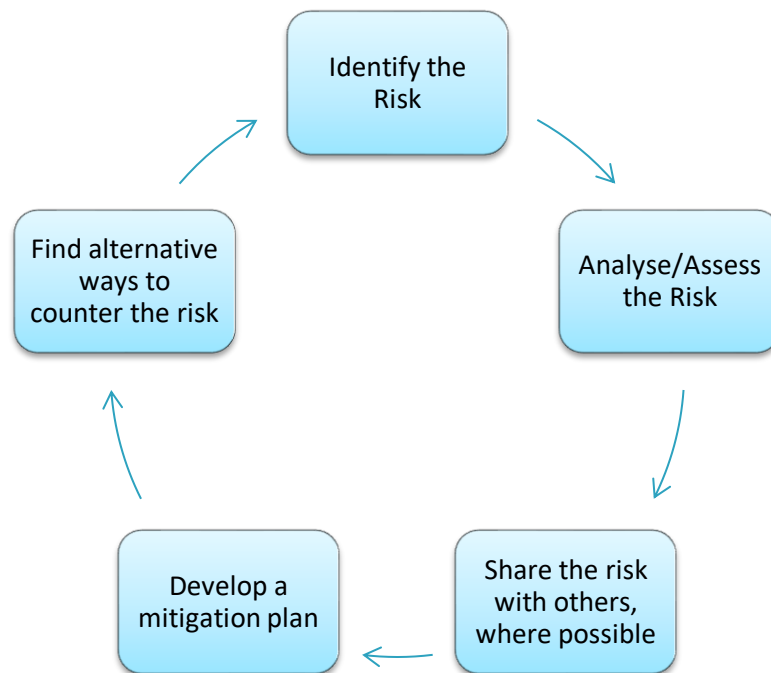 Identify the
Risk
Analyse/Assess
the Risk
Share the risk
with others,
where possible
Develop a
mitigation plan
Find alternative
ways to
counter the risk